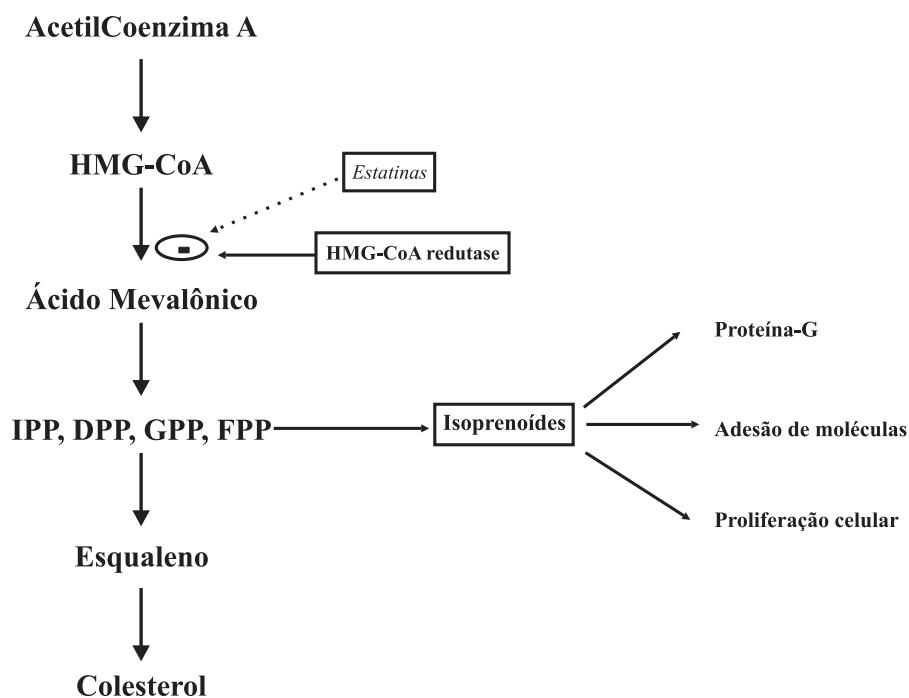 AcetilCoenzima A
HMG-CoA
Estatinas
HMG-CoA redutase
Ácido Mevalônico
Proteína-G
IPP, DPP, GPP, FPP
Isoprenoídes
Adesão de moléculas
Proliferação celular
Esqualeno
Colesterol